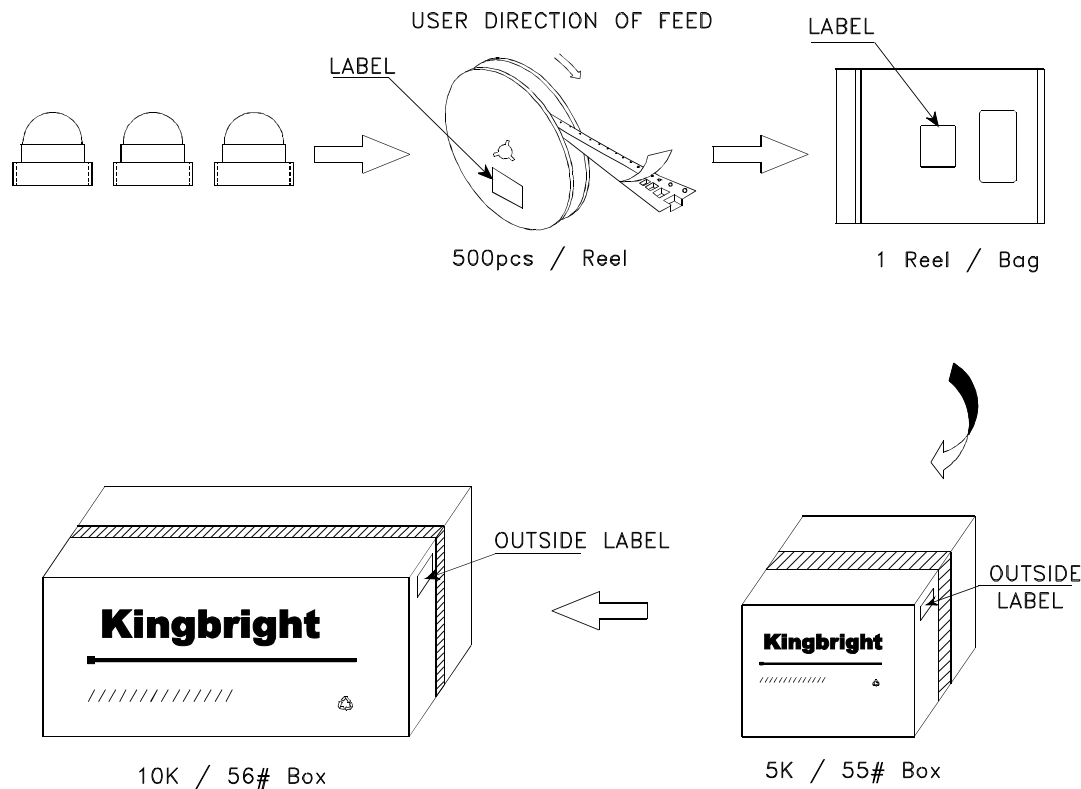 USER DIRECTION OF FEED
LABEL
LABEL
500pcs / Reel
1 Reel / Bag
OUTSIDE LABEL
OUTSIDE
LABEL
Kingbright
Kingbright
10K / 56# Box
5K / 55# Box